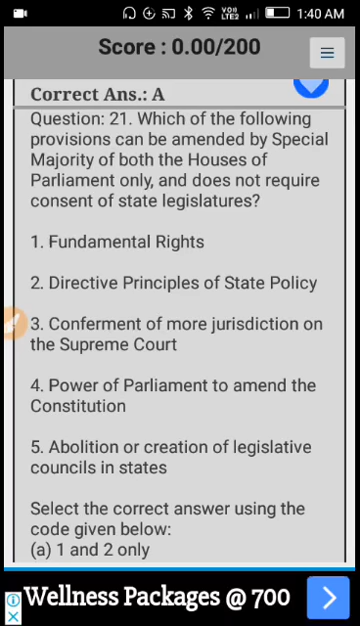 VoB
LTE2
1:40 AM
Score : 0.00/200
Correct Ans.: A
Question: 21. Which of the following
provisions can be amended by Special
Majority of both the Houses of
Parliament only, and does not require
consent of state legislatures?
1. Fundamental Rights
2. Directive Principles of State Policy
3. Conferment of more jurisdiction on
the Supreme Court
4. Power of Parliament to amend the
Constitution
5. Abolition or creation of legislative
councils in states
Select the correct answer using the
code given below:
(a) 1 and 2 only
Wellness Packages @ 700